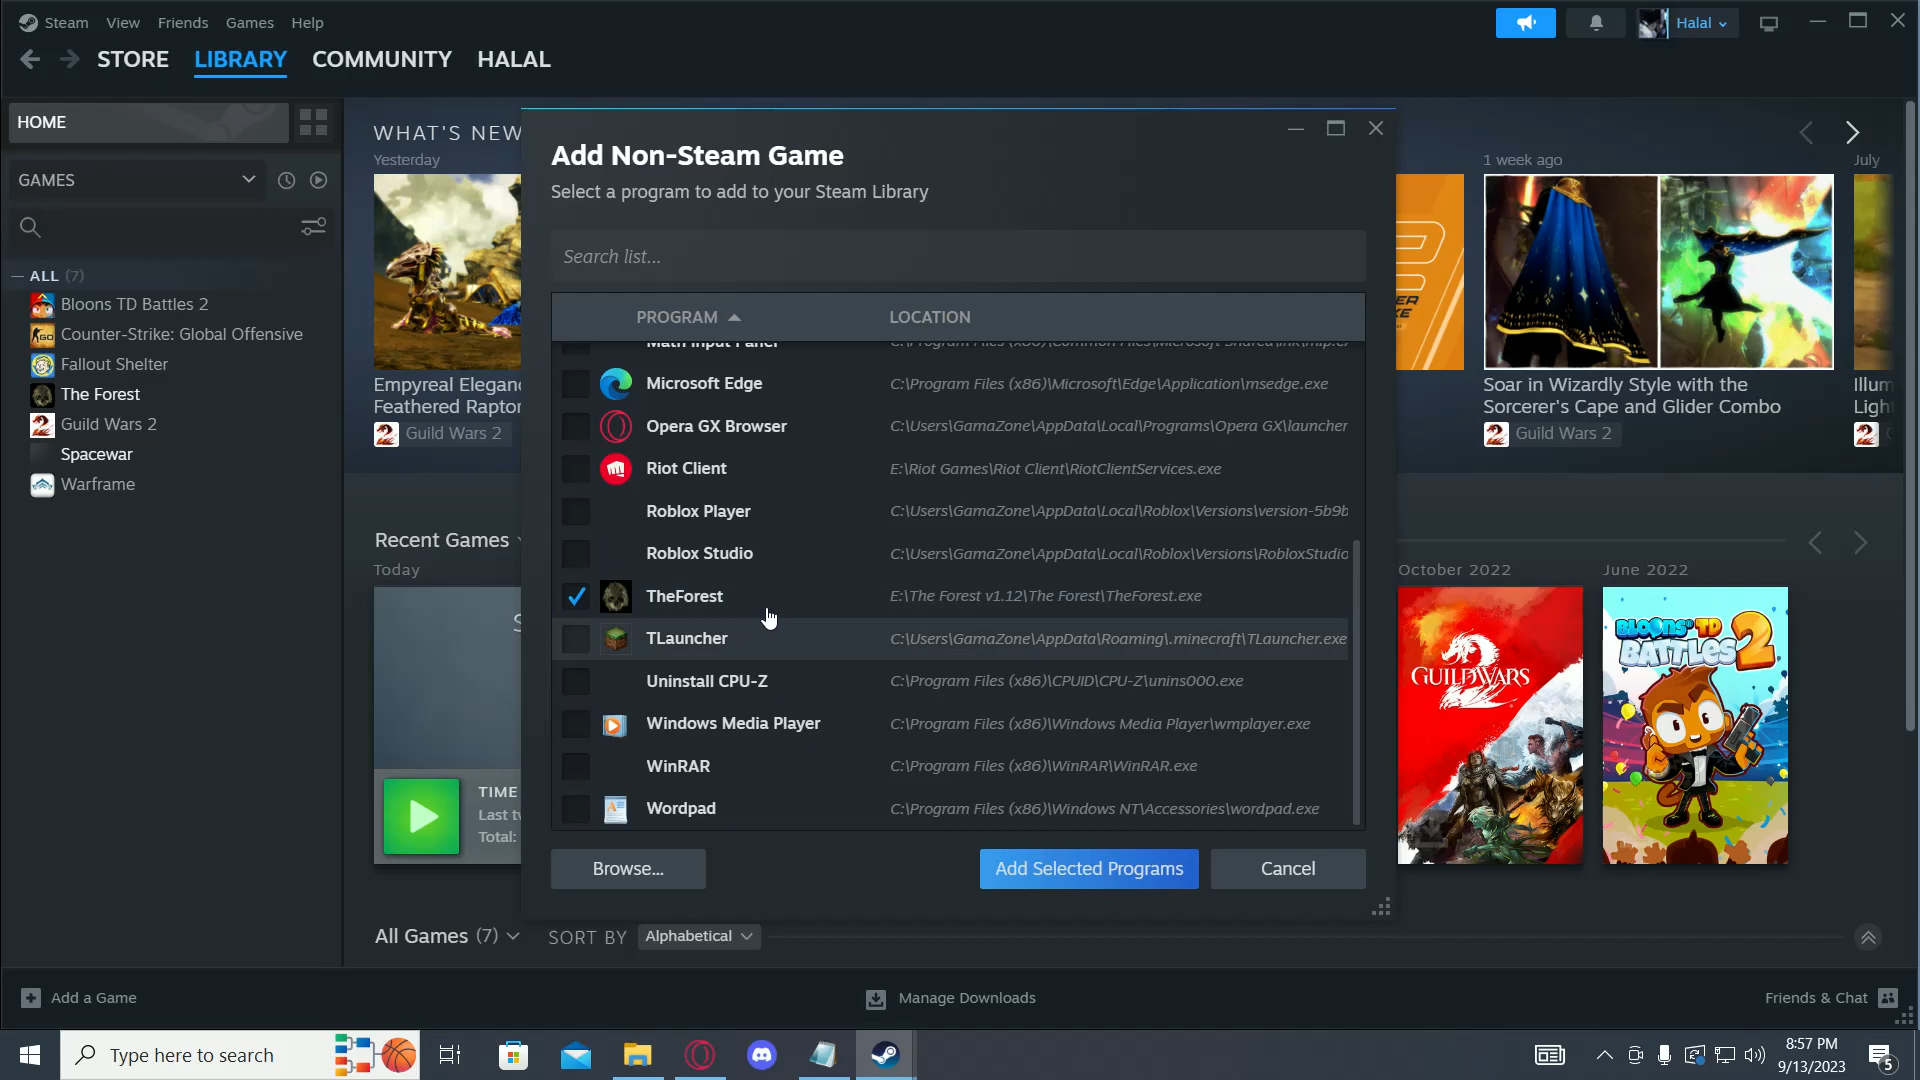 Steam View Friends Games Help
Halal
STORE LIBRARY COMMUNITY HALAL
HOME
GAMES
ALL (7)
Bloons TD Battles 2
Counter-Strike: Global Offensive
Fallout Shelter
The Forest
Guild Wars 2
Spacewar
Warframe
WHAT'S NEW
Yesterday
Empyreal Eleganc
Feathered Raptor
Guild Wars 2
1 week ago
July
Soar in Wizardly Style with the
Sorcerer's Cape and Glider Combo
Guild Wars 2
Illum
Light
Recent Games
Today
TIME
Last tw
Total:
October 2022
GUILD WARS
2
June 2022
BLOONS TD
BATTLES 2
Add Non-Steam Game
Select a program to add to your Steam Library
Search list...
PROGRAM LOCATION
Math Input Panel
Microsoft Edge C:\Program Files (x86)\Microsoft\Edge\Application\msedge.exe
Opera GX Browser C:\Users\GamaZone\AppData\Local\Programs\Opera GX\launcher
Riot Client E:\Riot Games\Riot Client\RiotClientServices.exe
Roblox Player C:\Users\GamaZone\AppData\Local\Roblox\Versions\version-5b9b
Roblox Studio C:\Users\GamaZone\AppData\Local\Roblox\Versions\RobloxStudio
TheForest E:\The Forest v1.12\The Forest\TheForest.exe
TLauncher C:\Users\GamaZone\AppData\Roaming\.minecraft\TLauncher.exe
Uninstall CPU-Z C:\Program Files (x86)\CPUID\CPU-Z\unins000.exe
Windows Media Player C:\Program Files (x86)\Windows Media Player\wmplayer.exe
WinRAR C:\Program Files (x86)\WinRAR\WinRAR.exe
Wordpad C:\Program Files (x86)\Windows NT\Accessories\wordpad.exe
Browse... Add Selected Programs Cancel
All Games (7) SORT BY Alphabetical
Add a Game
Manage Downloads
Friends & Chat
Type here to search
8:57 PM
9/13/2023
5